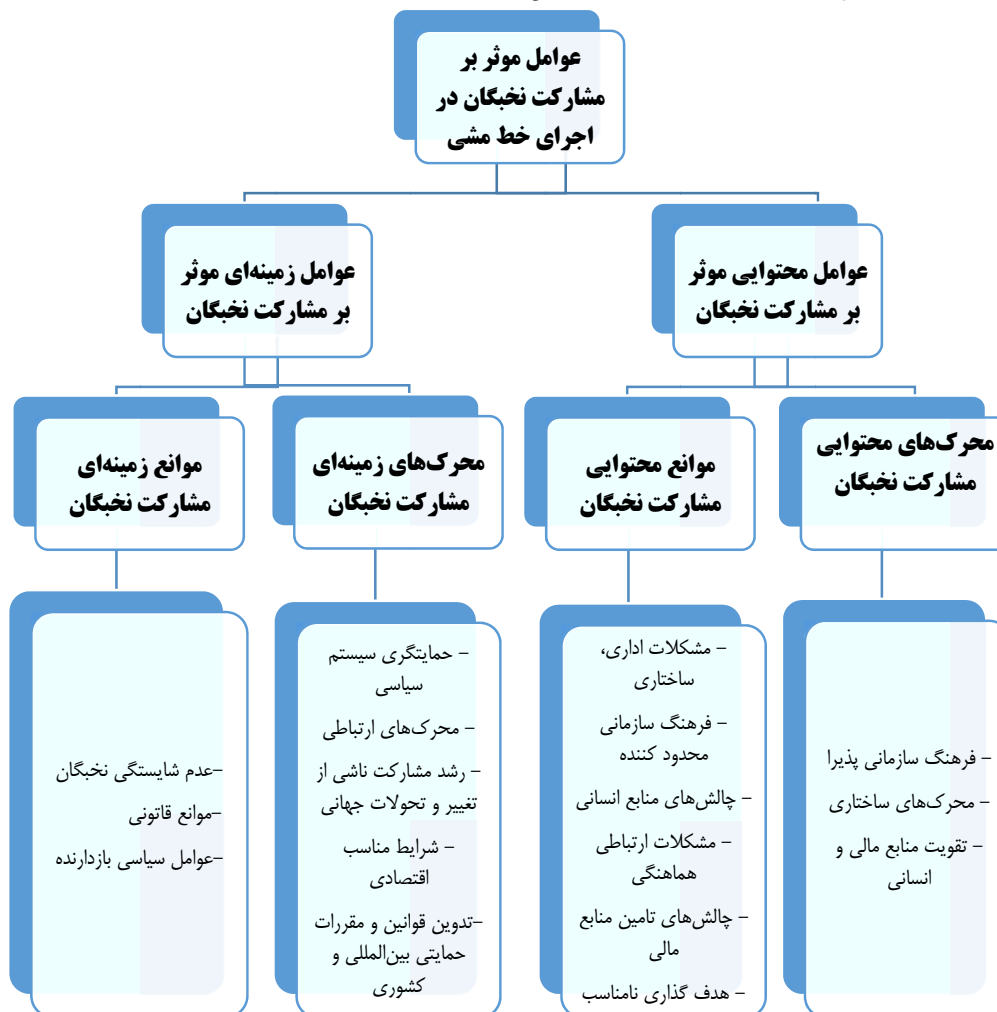 عوامل موثر بر
مشارکت نخبگان در
اجرای خط مشی
عوامل محتوایی موثر
بر مشارکت نخبگان
عوامل زمینه‌ای موثر
بر مشارکت نخبگان
محرک‌های محتوایی
مشارکت نخبگان
موانع محتوایی
مشارکت نخبگان
محرک‌های زمینه‌ای
مشارکت نخبگان
موانع زمینه‌ای
مشارکت نخبگان
- فرهنگ سازمانی پذیرا
- محرک‌های ساختاری
- تقویت منابع مالی و
انسانی
- مشکلات اداری،
ساختاری
- فرهنگ سازمانی
محدود کننده
- چالش‌های منابع انسانی
- مشکلات ارتباطی
هماهنگی
- چالش‌های تامین منابع
مالی
- هدف گذاری نامناسب
- حمایتگری سیستم
سیاسی
- محرک‌های ارتباطی
- رشد مشارکت ناشی از
تغییر و تحولات جهانی
- شرایط مناسب
اقتصادی
-تدوین قوانین و مقررات
حمایتی بین‌المللی و
کشوری
-عدم شایستگی نخبگان
-موانع قانونی
-عوامل سیاسی بازدارنده